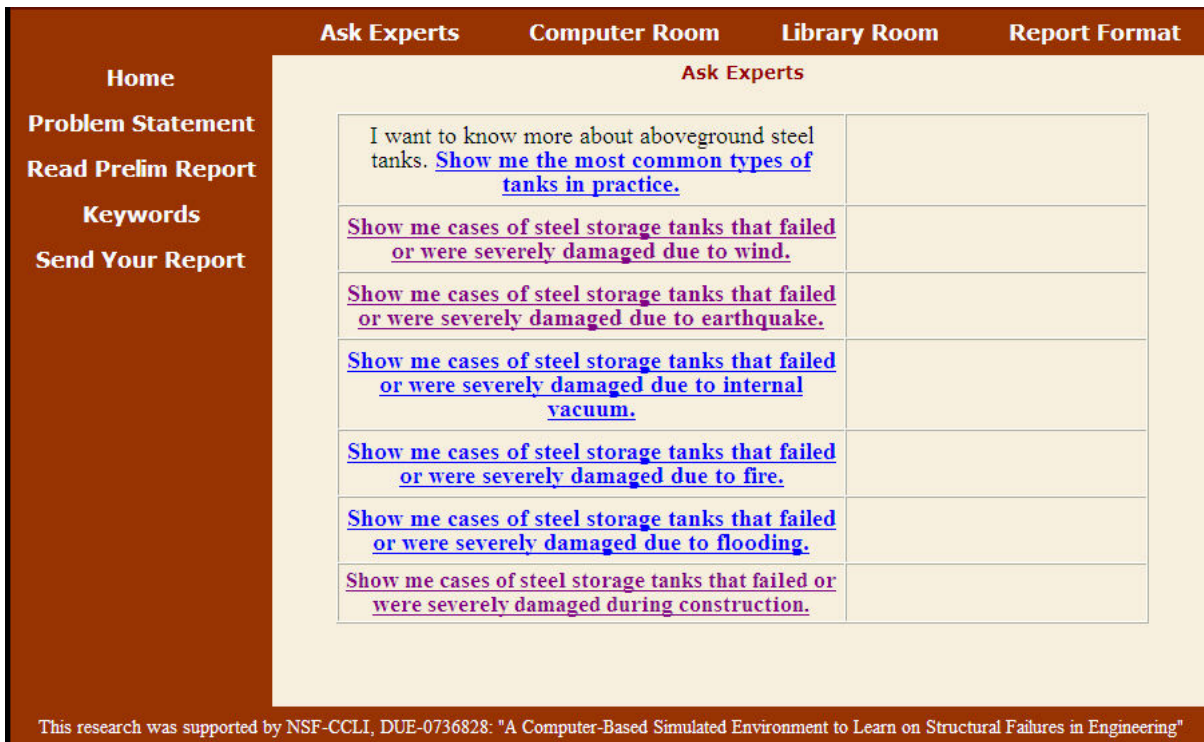 Ask Experts Computer Room Library Room Report Format
Home
Problem Statement
Read Prelim Report
Keywords
Send Your Report
Ask Experts
I want to know more about aboveground steel
tanks. Show me the most common types of
tanks in practice.
Show me cases of steel storage tanks that failed
or were severely damaged due to wind.
Show me cases of steel storage tanks that failed
or were severely damaged due to earthquake.
Show me cases of steel storage tanks that failed
or were severely damaged due to internal
vacuum.
Show me cases of steel storage tanks that failed
or were severely damaged due to fire.
Show me cases of steel storage tanks that failed
or were severely damaged due to flooding.
Show me cases of steel storage tanks that failed or
were severely damaged during construction.
This research was supported by NSF-CCLI, DUE-0736828: "A Computer-Based Simulated Environment to Learn on Structural Failures in Engineering"